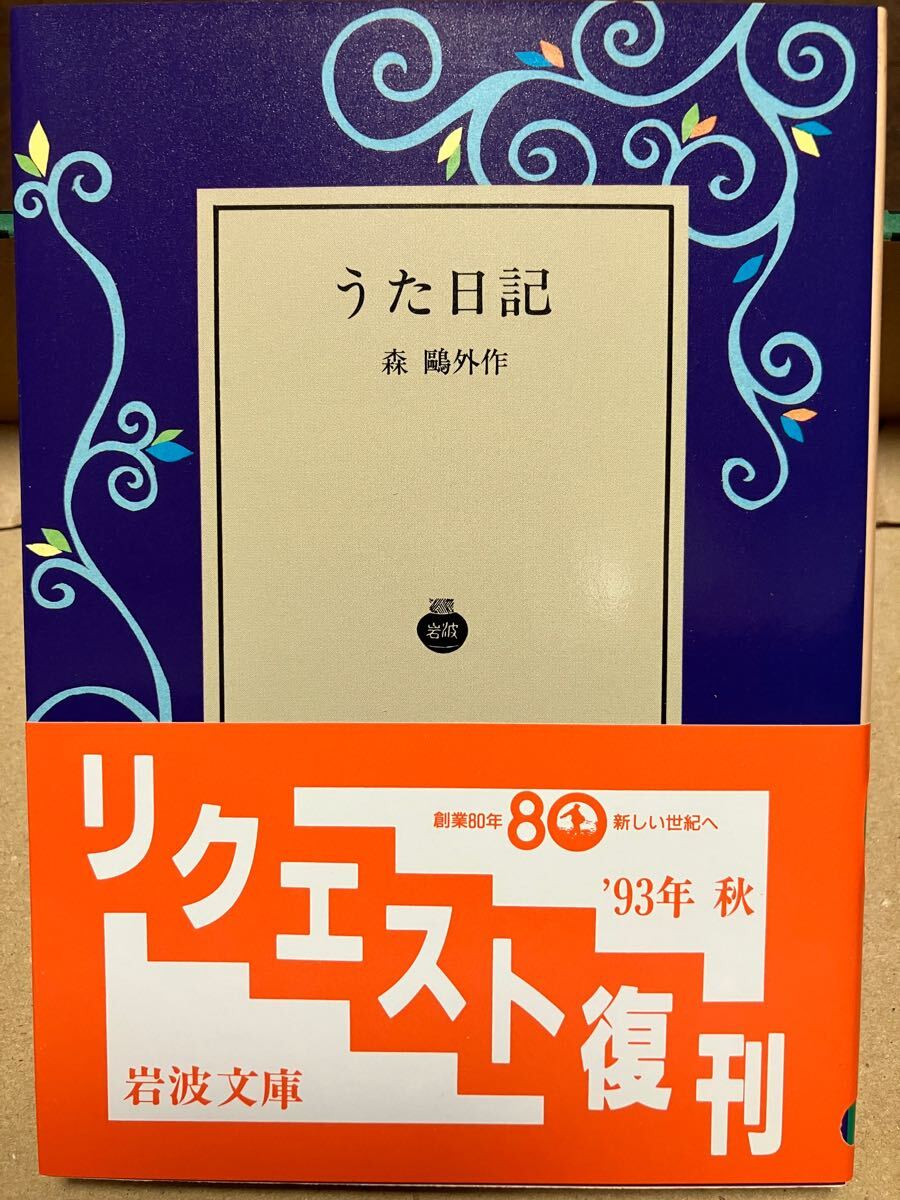 うた日記
森 鷗外作
岩波
創業80年 80 新しい世紀へ
'93年 秋
リクエスト復刊
岩波文庫